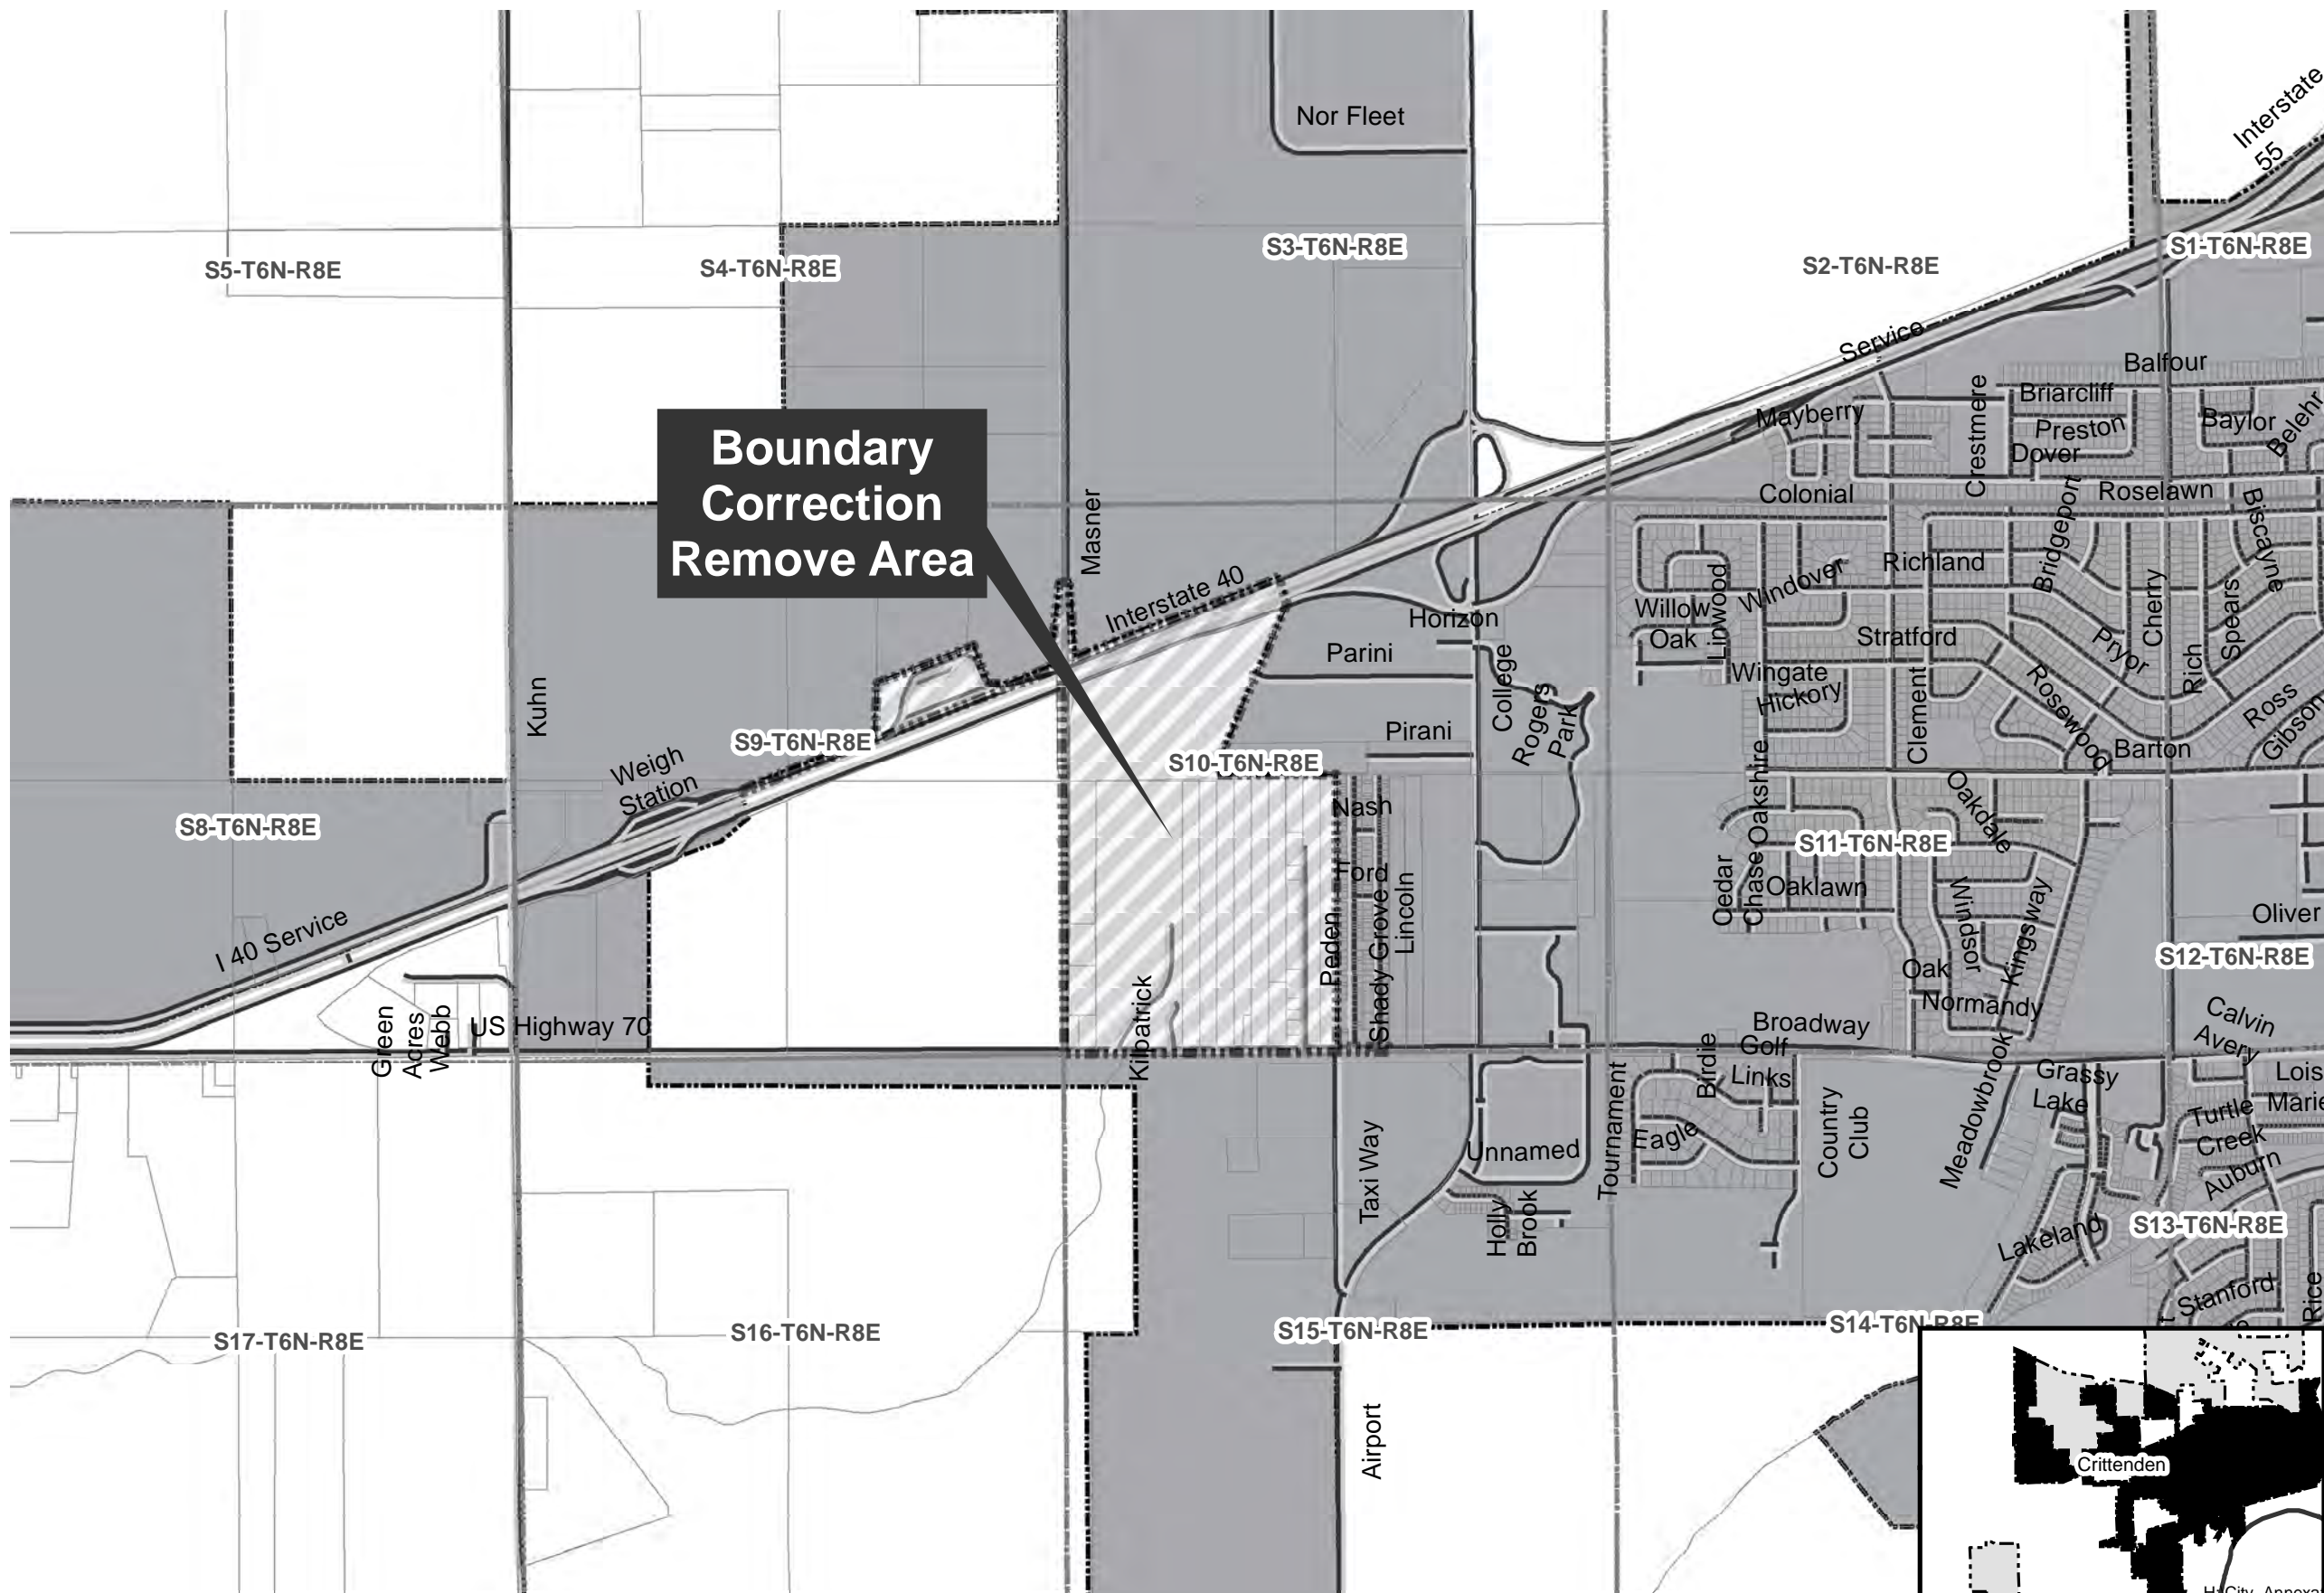 Nor Fleet
Interstate
55
S5-T6N-R8E
S4-T6N-R8E
S3-T6N-R8E
S2-T6N-R8E
S1-T6N-R8E
Service
Balfour
Briarcliff
Preston
Dover
Baylor
Belehr
Mayberry
Crestmere
Colonial
Roselawn
Boundary
Correction
Remove Area
Masner
Interstate 40
Bridgeport
Biscayne
Richland
Windover
Linwood
Willow
Oak
Horizon
Parini
Stratford
Cherry
Spears
Pryor
Rich
Wingate
Hickory
Clement
Rosewood
Ross
Gibson
Barton
College
Rogers
Park
Pirani
Kuhn
S9-T6N-R8E
Weigh
Station
S10-T6N-R8E
S8-T6N-R8E
Nash
Ford
Peden
Shady Grove
Lincoln
Oakshire
Cedar
Chase
Oaklawn
Oakdale
S11-T6N-R8E
Windsor
Kingsway
Oliver
S12-T6N-R8E
Oak
Normandy
I 40 Service
Green
Acres
Webb
US Highway 70
Kilpatrick
Broadway
Golf
Links
Birdie
Calvin
Avery
Meadowbrook
Grassy
Lake
Lois
Marie
Turtle
Creek
Auburn
Taxi Way
Unnamed
Tournament
Eagle
Country
Club
Holly
Brook
Lakeland
S13-T6N-R8E
Stanford
Rice
S17-T6N-R8E
S16-T6N-R8E
S15-T6N-R8E
S14-T6N-R8E
Airport
Crittenden